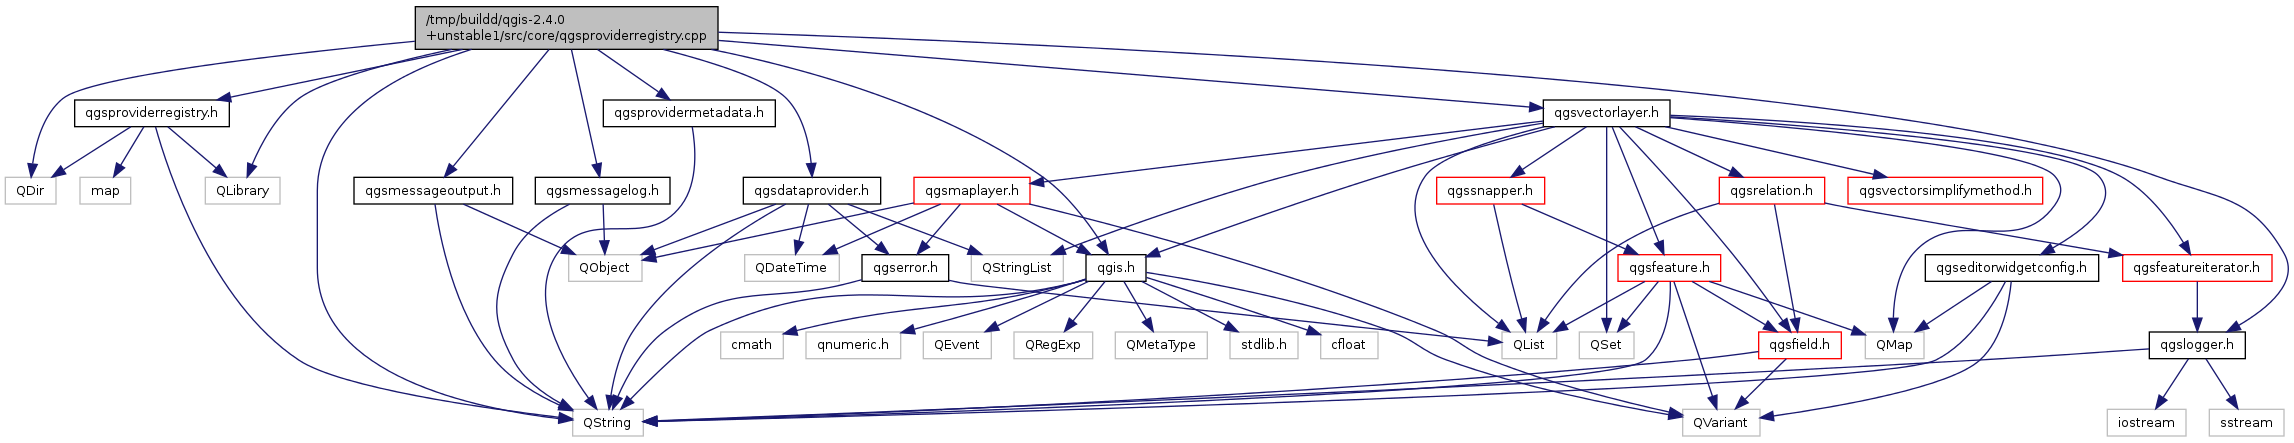 /tmp/buildd/qgis-2.4.0
+unstable1/src/core/qgsproviderregistry.cpp
qgsproviderregistry.h
qgsprovidermetadata.h
qgsvectorlayer.h
QDir
map
QLibrary
qgsmessageoutput.h
qgsmessagelog.h
qgsdataprovider.h
qgsmaplayer.h
qgssnapper.h
qgsrelation.h
qgsvectorsimplifymethod.h
QObject
QDateTime
qgserror.h
QStringList
qgis.h
qgsfeature.h
qgseditorwidgetconfig.h
qgsfeatureiterator.h
cmath
qnumeric.h
QEvent
QRegExp
QMetaType
stdlib.h
cfloat
QList
QSet
qgsfield.h
QMap
qgslogger.h
QString
QVariant
iostream
sstream